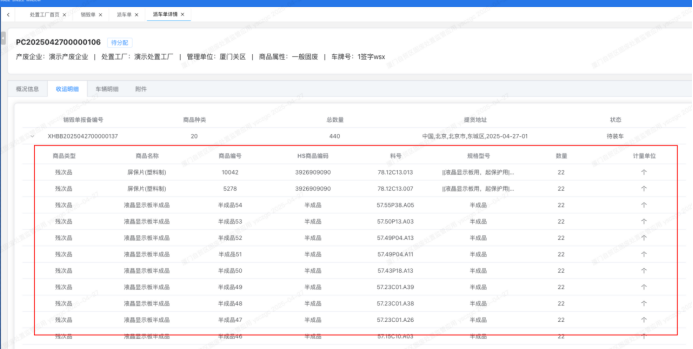 处置工厂首页 × 销毁单 × 派车单 × 派车单详情 ×
PC2025042700000106 待分配
产废企业：演示产废企业 | 处置工厂：演示处置工厂 | 管理单位：厦门关区 | 商品属性：一般固废 | 车牌号：1签字wsx
概况信息 收运明细 车辆明细 附件
销毁单报备编号 商品种类 总数量 提货地址 状态
XHBB2025042700000137 20 440 中国,北京,北京市,东城区,2025-04-27-01 待装车
商品类型 商品名称 商品编号 HS商品编码 料号 规格型号 数量 计量单位
残次品 屏保片(塑料制) 10042 3926909090 78.12C13.013 ||液晶显示板用，起保护用|... 22 个
残次品 屏保片(塑料制) 5278 3926909090 78.12C13.007 ||液晶显示板用，起保护用|... 22 个
残次品 液晶显示板半成品 半成品54 半成品 57.55P38.A05 半成品 22 个
残次品 液晶显示板半成品 半成品53 半成品 57.50P13.A03 半成品 22 个
残次品 液晶显示板半成品 半成品52 半成品 57.49P04.A13 半成品 22 个
残次品 液晶显示板半成品 半成品51 半成品 57.49P04.A11 半成品 22 个
残次品 液晶显示板半成品 半成品50 半成品 57.43P16.A13 半成品 22 个
残次品 液晶显示板半成品 半成品49 半成品 57.23C01.A39 半成品 22 个
残次品 液晶显示板半成品 半成品48 半成品 57.23C01.A38 半成品 22 个
残次品 液晶显示板半成品 半成品47 半成品 57.23C01.A26 半成品 22 个
残次品 液晶显示板半成品 半成品46 半成品 57.15C10.A03 半成品 22 个